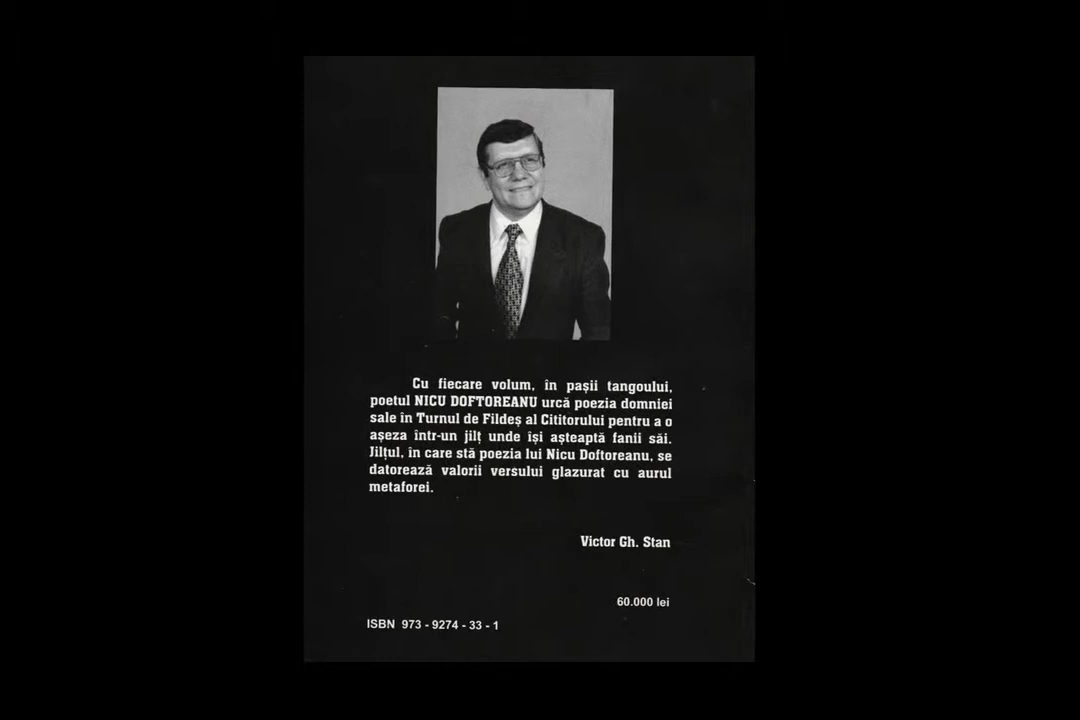 Cu fiecare volum, în pașii tangoului,
poetul NICU DOFTOREANU urcă poezia domniei
sale în Turnul de Fildeș al Cititorului pentru a o
așeza într-un jilț unde își așteaptă fanii săi.
Jilțul, în care stă poezia lui Nicu Doftoreanu, se
datorează valorii versului glazurat cu aurul
metaforei.
Victor Gh. Stan
60.000 lei
ISBN 973 - 9274 - 33 - 1